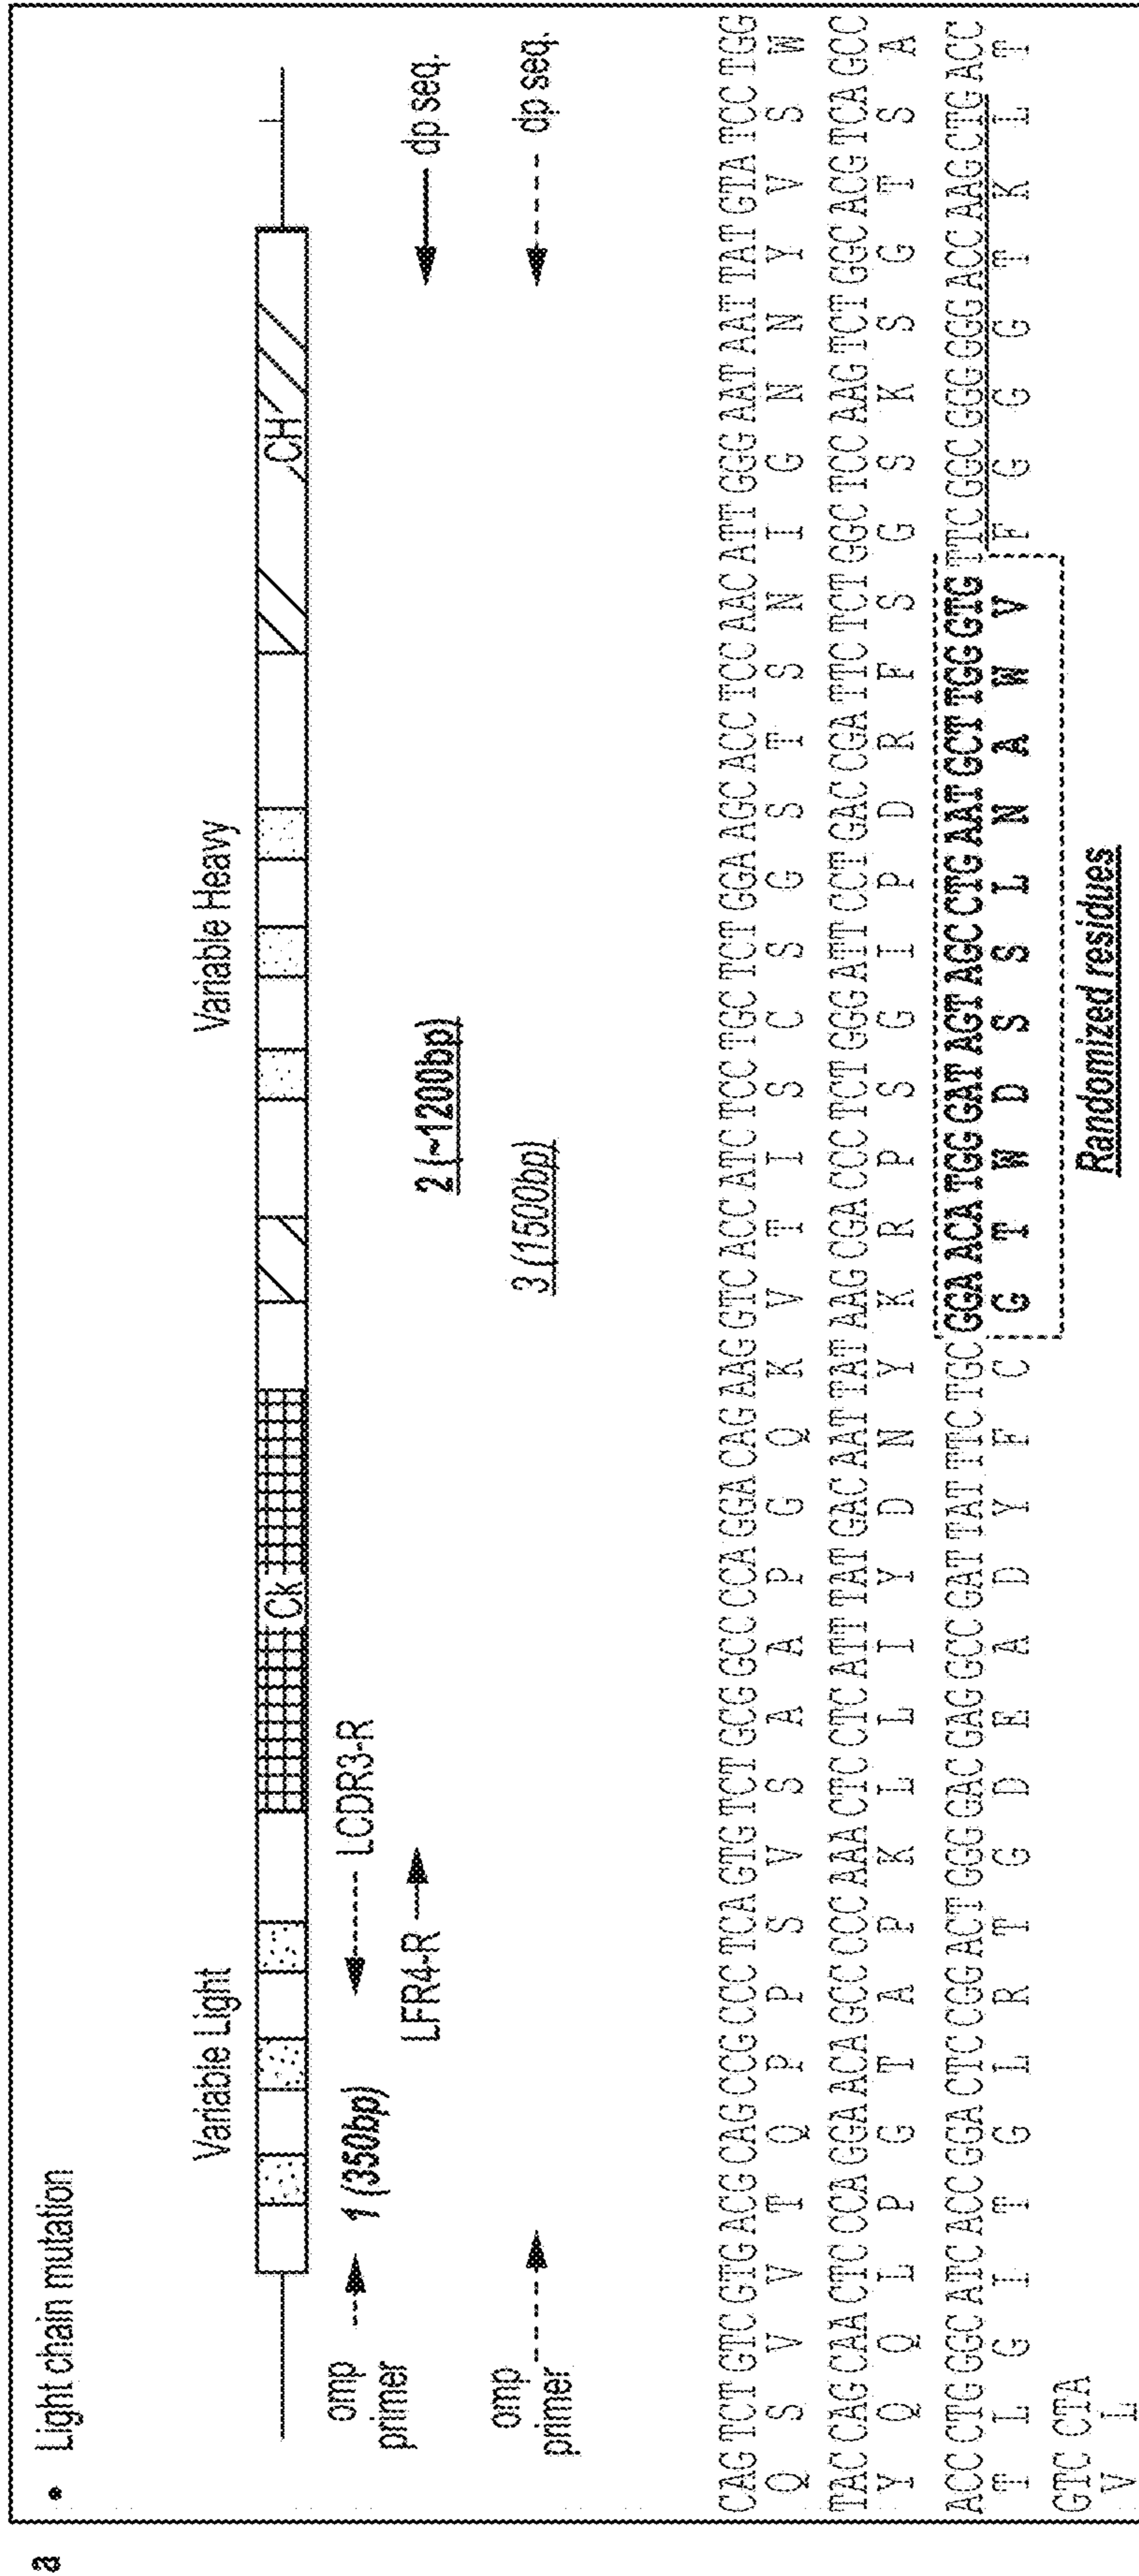 a
• Light chain mutation
Variable Light
Variable Heavy
Ck
CH
omp primer
1 (350bp)
LCDR3-R
LFR4-R
2 (~1200bp)
dp seq.
omp primer
3 (1500bp)
dp seq.
CAG TCT GTC GTG ACG CAG CCG CCC TCA GTG TCT GCG GCC CCA GGA CAG AAG GTC ACC ATC TCC TGC TCT GGA AGC ACC TCC AAC ATT GGG AAT AAT TAT GTA TCC TGG
Q S V V T Q P P S V S A A P G Q K V T I S C S G S T S N I G N N Y V S W
TAC CAG CAA CTC CCA GGA ACA GCC CCC AAA CTC CTC ATT TAT GAC AAT TAT AAG CGA CCC TCT GGG ATT CCT GAC CGA TTC TCT GGC TCC AAG TCT GGC ACG TCA GCC
Y Q Q L P G T A P K L L I Y D N Y K R P S G I P D R F S G S K S G T S A
ACC CTG GGC ATC ACC GGA CTC CGG ACT GGG GAC GAG GCC GAT TAT TTC TGC GGA ACA TGG GAT AGT AGC CTG AAT GCT TGG GTG TTC GGC GGG GGG ACC AAG CTG ACC
T L G I T G L R T G D E A D Y F C G T W D S S L N A W V F G G G T K L T
GTC CTA
V L
Randomized residues